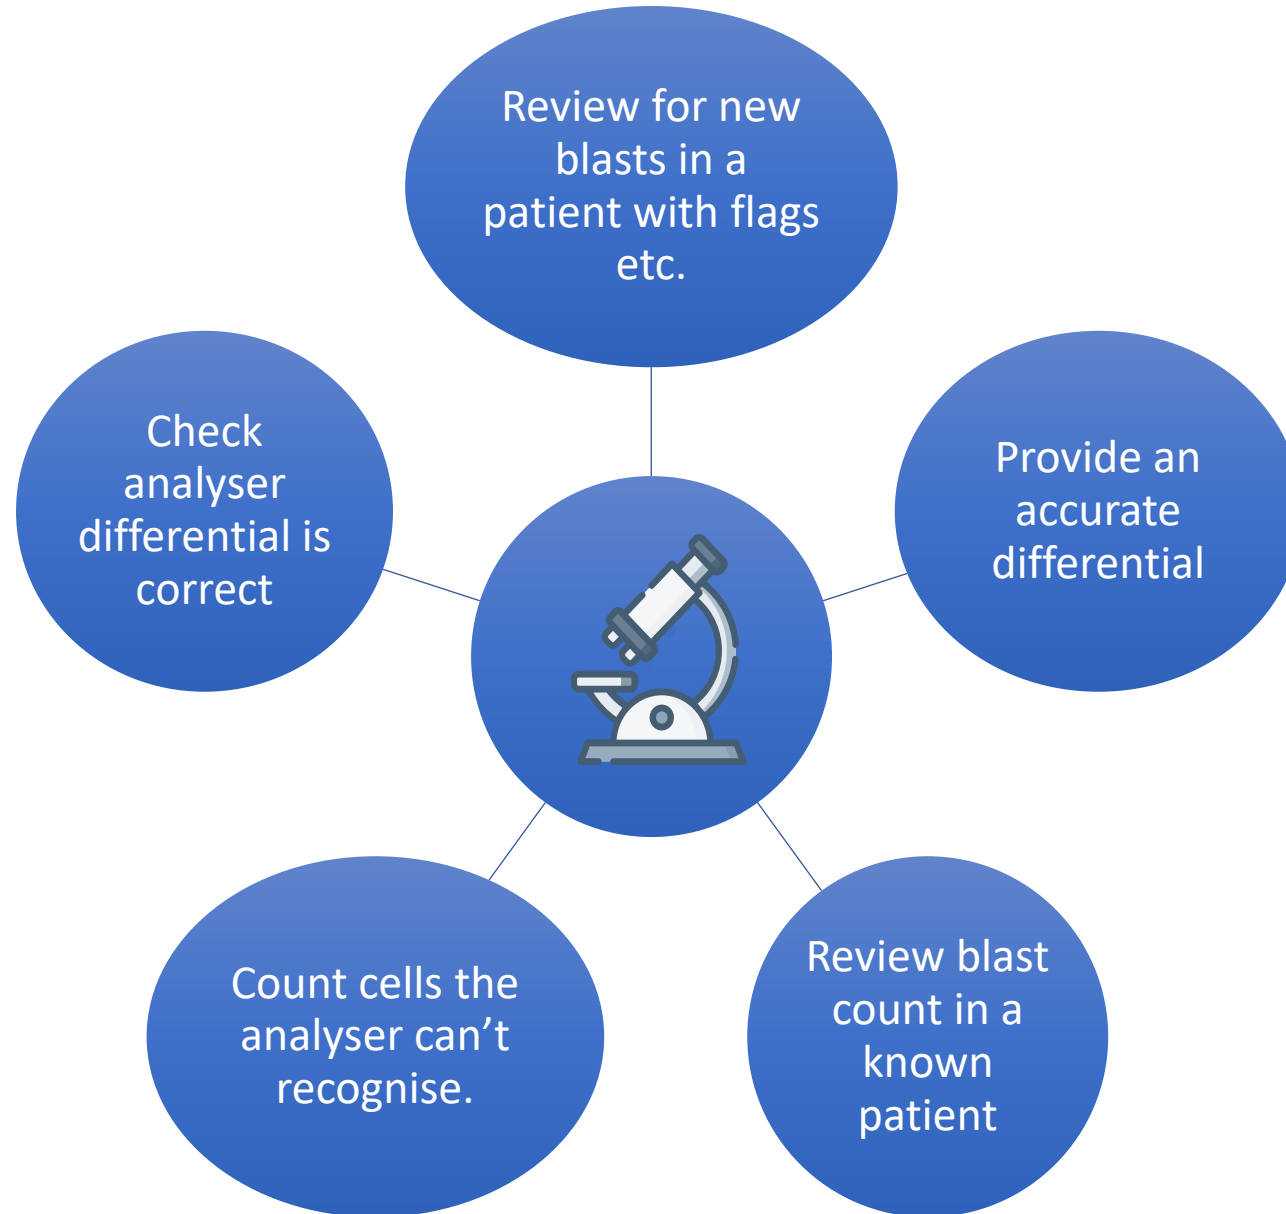 Review for new
blasts in a
patient with flags
etc.
Check
analyser
differential is
correct
Provide an
accurate
differential
Count cells the
analyser can’t
recognise.
Review blast
count in a
known
patient